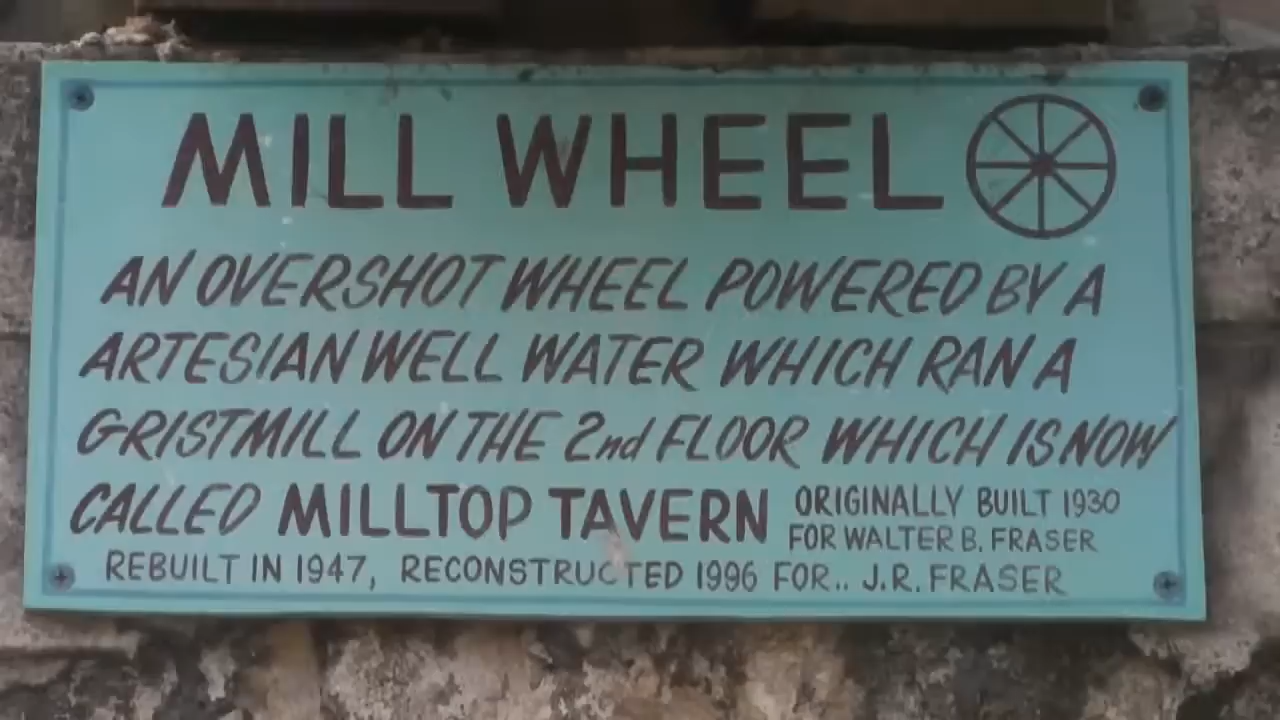 MILL WHEEL
AN OVERSHOT WHEEL POWERED BY A
ARTESIAN WELL WATER WHICH RAN A
GRISTMILL ON THE 2nd FLOOR WHICH IS NOW
CALLED MILLTOP TAVERN ORIGINALLY BUILT 1930
FOR WALTER B. FRASER
REBUILT IN 1947, RECONSTRUCTED 1996 FOR.. J.R. FRASER